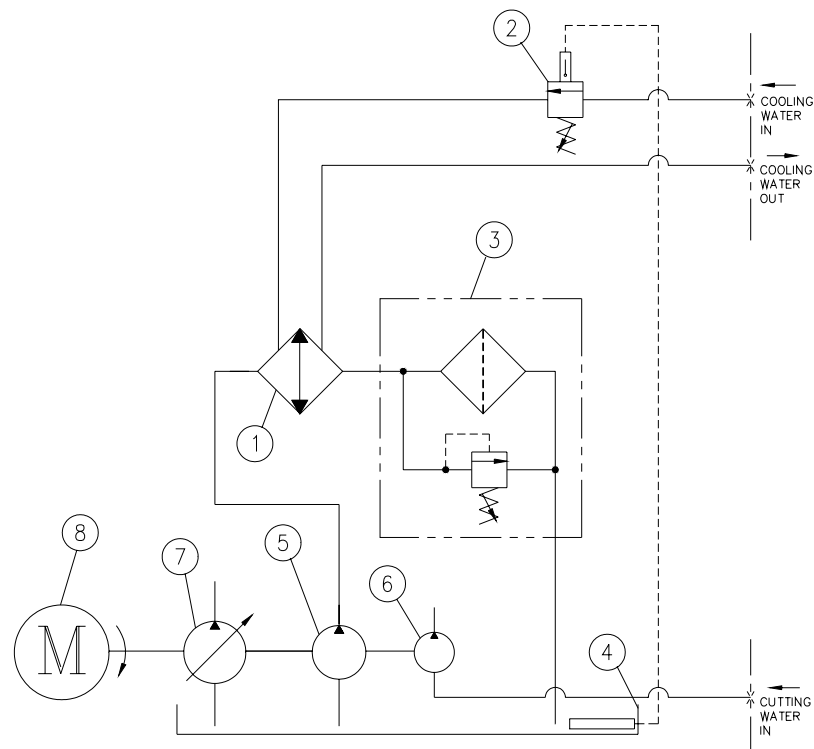 2
COOLING
WATER
IN
COOLING
WATER
OUT
3
1
8
7
5
6
4
M
CUTTING
WATER
IN